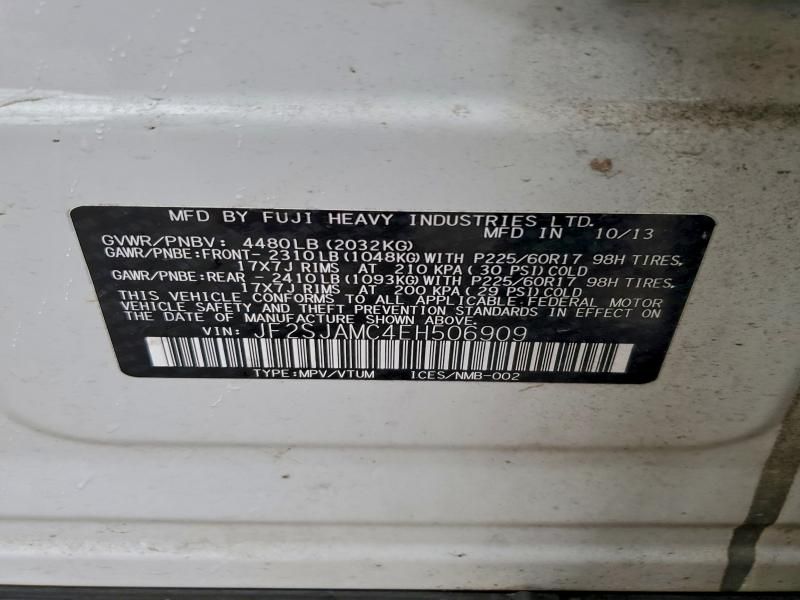 MFD BY FUJI HEAVY INDUSTRIES LTD.
MFD IN 10/13
GVWR/PNBV: 4480LB(2032KG)
GAWR/PNBE:FRONT-2310LB(1048KG)WITH P225/60R17 98H TIRES,
17X7J RIMS AT 210 KPA(30 PSI)COLD
GAWR/PNBE:REAR -2410LB(1093KG)WITH P225/60R17 98H TIRES,
17X7J RIMS AT 200KPA(29 PSI)COLD
THIS VEHICLE CONFORMS TO ALL APPLICABLE FEDERAL MOTOR
VEHICLE SAFETY AND THEFT PREVENTION STANDARDS IN EFFECT ON
THE DATE OF MANUFACTURE SHOWN ABOVE.
VIN: JF2SJAMC4EH506909
TYPE:MPV/VTUM ICES/NMB-002